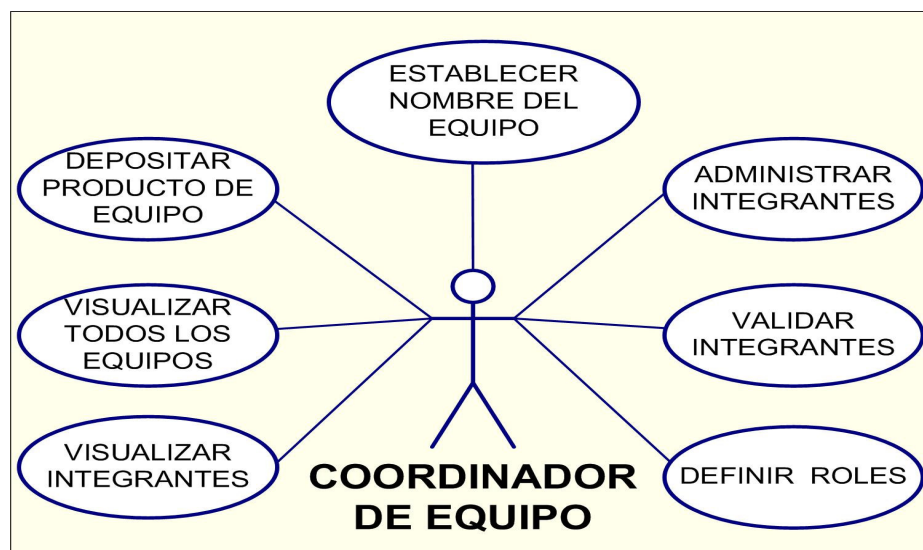 ESTABLECER
NOMBRE DEL
EQUIPO
DEPOSITAR
PRODUCTO DE
EQUIPO
ADMINISTRAR
INTEGRANTES
VISUALIZAR
TODOS LOS
EQUIPOS
VALIDAR
INTEGRANTES
VISUALIZAR
INTEGRANTES
DEFINIR ROLES
COORDINADOR
DE EQUIPO